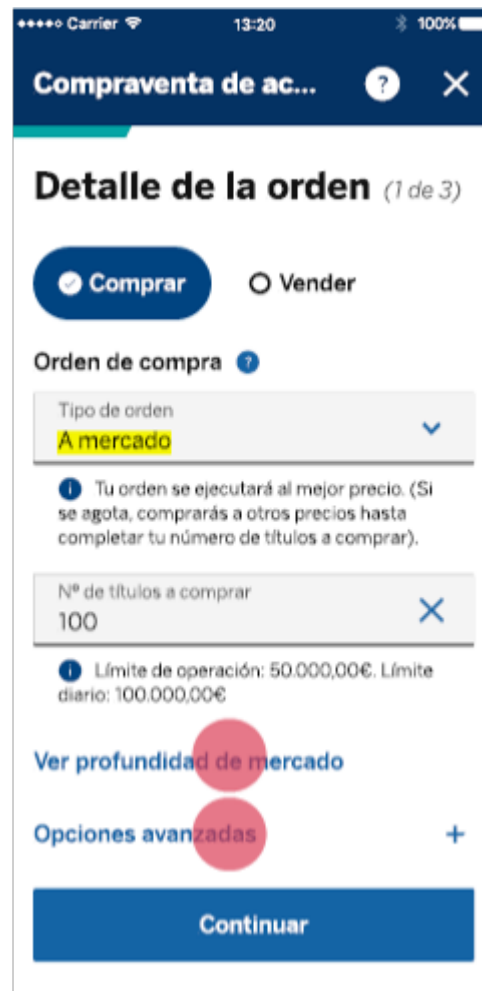 Carrier 13:20 100%
Compraventa de ac... ?
Detalle de la orden (1 de 3)
Comprar Vender
Orden de compra ?
Tipo de orden
A mercado
i Tu orden se ejecutará al mejor precio. (Si
se agota, comprarás a otros precios hasta
completar tu número de títulos a comprar).
Nº de títulos a comprar
100
i Límite de operación: 50.000,00€. Límite
diario: 100.000,00€
Ver profundidad de mercado
Opciones avanzadas +
Continuar